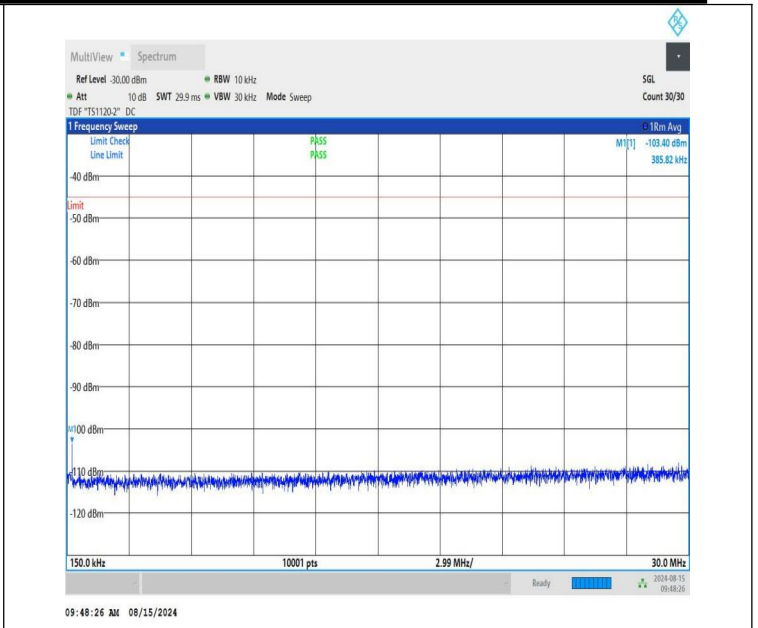 MultiView Spectrum
Ref Level -30.00 dBm RBW 10 kHz SGL
Att 10 dB SWT 29.9 ms VBW 30 kHz Mode Sweep Count 30/30
TDF "TS1120-2" DC
1 Frequency Sweep 1Rm Avg
Limit Check PASS M1[1] -103.40 dBm
Line Limit PASS 385.82 kHz
-40 dBm
Limit
-50 dBm
-60 dBm
-70 dBm
-80 dBm
-90 dBm
M1
-100 dBm
-110 dBm
-120 dBm
150.0 kHz 10001 pts 2.99 MHz/ 30.0 MHz
Ready 2024-08-15
09:48:26
09:48:26 AM 08/15/2024